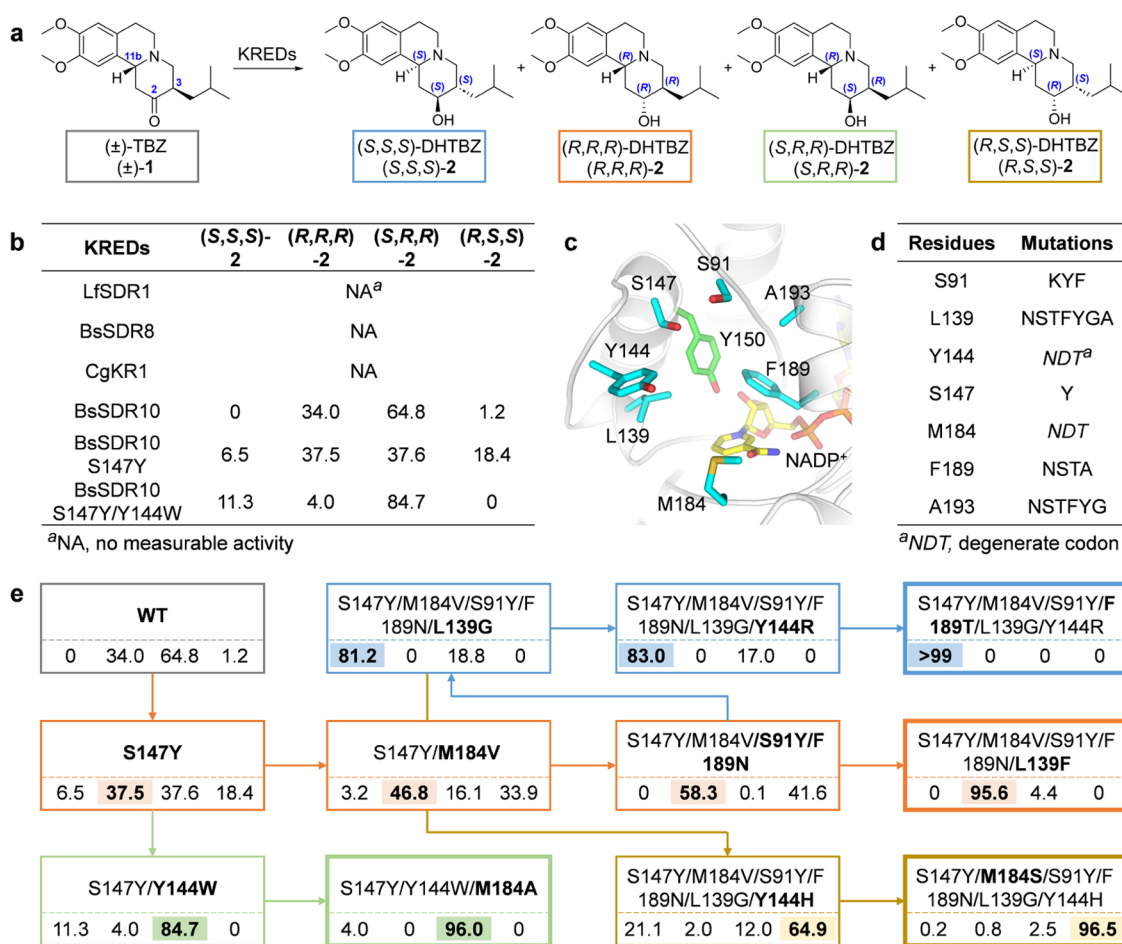 a
11b
3
2
O
O
N
H
O
(±)-TBZ
(±)-1
KREDs
O
O
N
H
(S)
(S)
(S)
OH
(S,S,S)-DHTBZ
(S,S,S)-2
+
O
O
N
H
(R)
(R)
(R)
OH
(R,R,R)-DHTBZ
(R,R,R)-2
+
O
O
N
H
(R)
(R)
(S)
OH
(S,R,R)-DHTBZ
(S,R,R)-2
+
O
O
N
H
(S)
(S)
(R)
OH
(R,S,S)-DHTBZ
(R,S,S)-2
b
KREDs (S,S,S)-2 (R,R,R)-2 (S,R,R)-2 (R,S,S)-2
LfSDR1 NAa
BsSDR8 NA
CgKR1 NA
BsSDR10 0 34.0 64.8 1.2
BsSDR10 S147Y 6.5 37.5 37.6 18.4
BsSDR10 S147Y/Y144W 11.3 4.0 84.7 0
aNA, no measurable activity
c
S91
S147
A193
Y150
Y144
F189
L139
NADP+
M184
d
Residues Mutations
S91 KYF
L139 NSTFYGA
Y144 NDTa
S147 Y
M184 NDT
F189 NSTA
A193 NSTFYG
aNDT, degenerate codon
e
WT
0 34.0 64.8 1.2
S147Y/M184V/S91Y/F
189N/L139G
81.2 0 18.8 0
S147Y/M184V/S91Y/F
189N/L139G/Y144R
83.0 0 17.0 0
S147Y/M184V/S91Y/F
189T/L139G/Y144R
>99 0 0 0
S147Y
6.5 37.5 37.6 18.4
S147Y/M184V
3.2 46.8 16.1 33.9
S147Y/M184V/S91Y/F
189N
0 58.3 0.1 41.6
S147Y/M184V/S91Y/F
189N/L139F
0 95.6 4.4 0
S147Y/Y144W
11.3 4.0 84.7 0
S147Y/Y144W/M184A
4.0 0 96.0 0
S147Y/M184V/S91Y/F
189N/L139G/Y144H
21.1 2.0 12.0 64.9
S147Y/M184S/S91Y/F
189N/L139G/Y144H
0.2 0.8 2.5 96.5